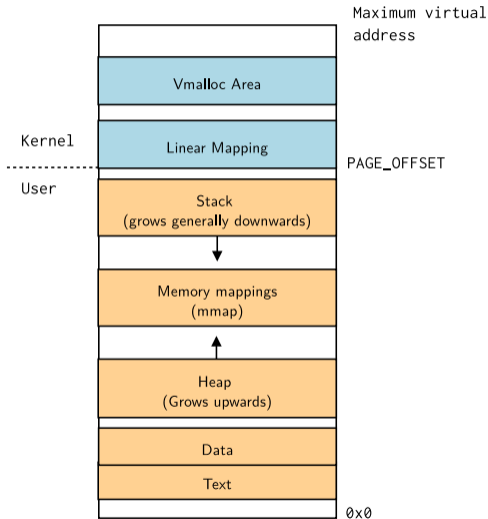 Maximum virtual
address
Vmalloc Area
Kernel
Linear Mapping
PAGE_OFFSET
User
Stack
(grows generally downwards)
Memory mappings
(mmap)
Heap
(Grows upwards)
Data
Text
0x0